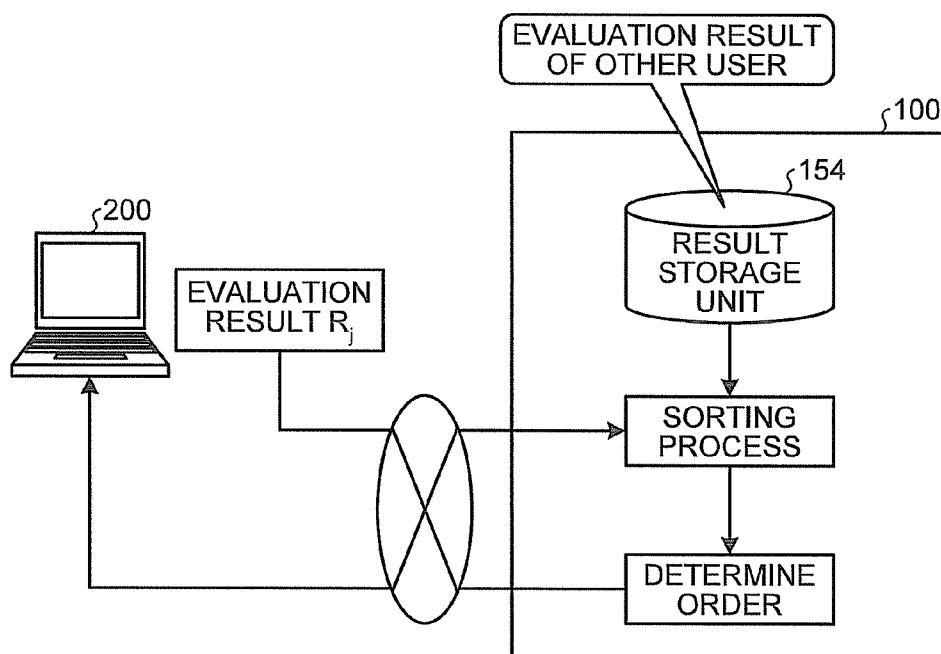 EVALUATION RESULT
OF OTHER USER
100
154
200
RESULT
STORAGE
UNIT
EVALUATION
RESULT Rj
SORTING
PROCESS
DETERMINE
ORDER